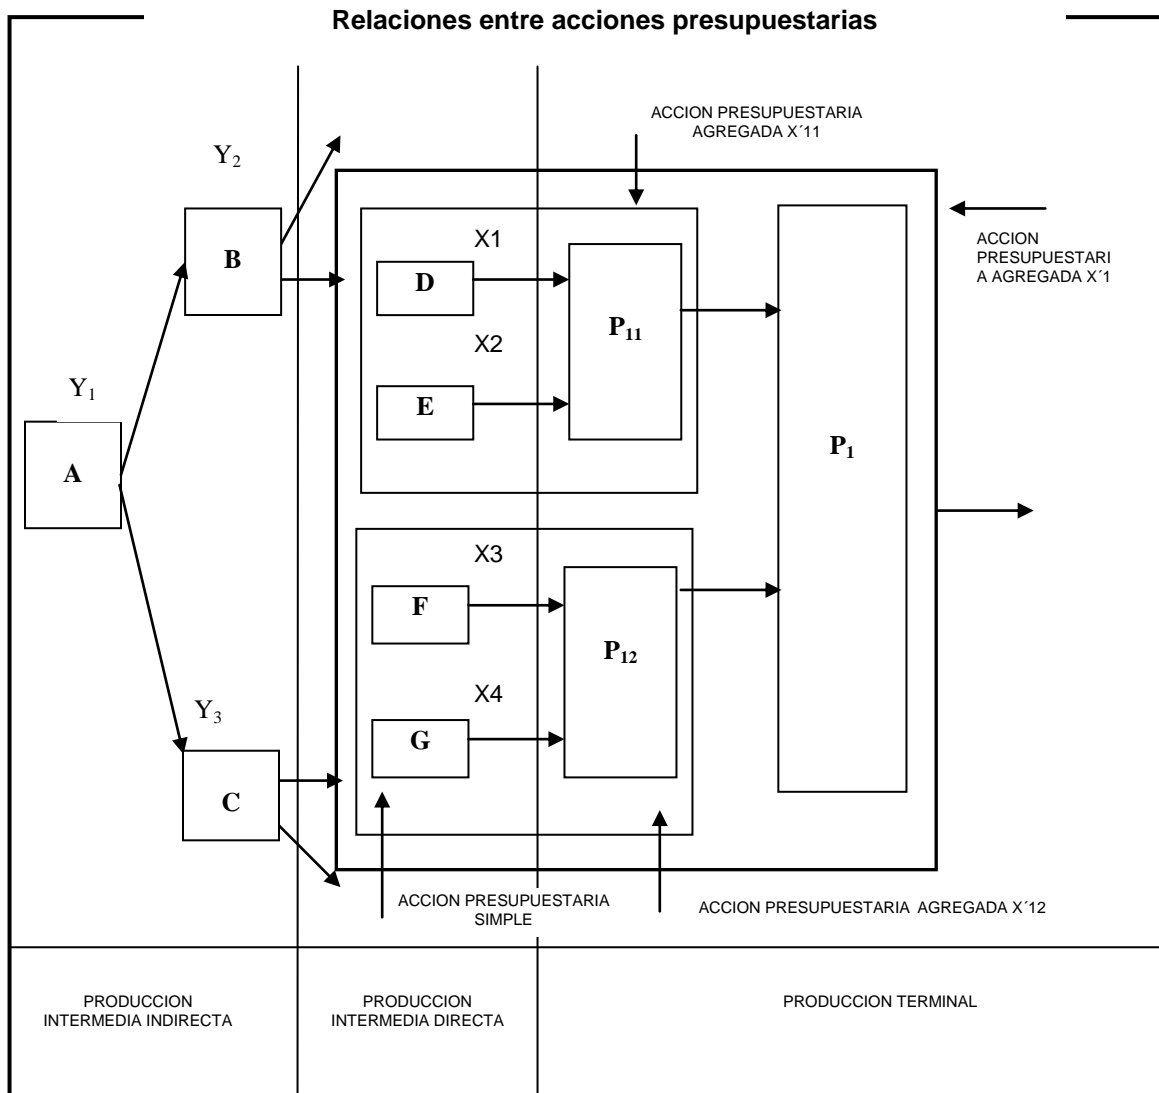 Relaciones entre acciones presupuestarias
ACCION PRESUPUESTARIA
AGREGADA X´11
Y2
B
X1
D
ACCION
PRESUPUESTARI
A AGREGADA X´1
P11
X2
Y1
E
A
P1
X3
F
P12
X4
Y3
G
C
ACCION PRESUPUESTARIA
SIMPLE
ACCION PRESUPUESTARIA AGREGADA X´12
PRODUCCION
INTERMEDIA INDIRECTA
PRODUCCION
INTERMEDIA DIRECTA
PRODUCCION TERMINAL